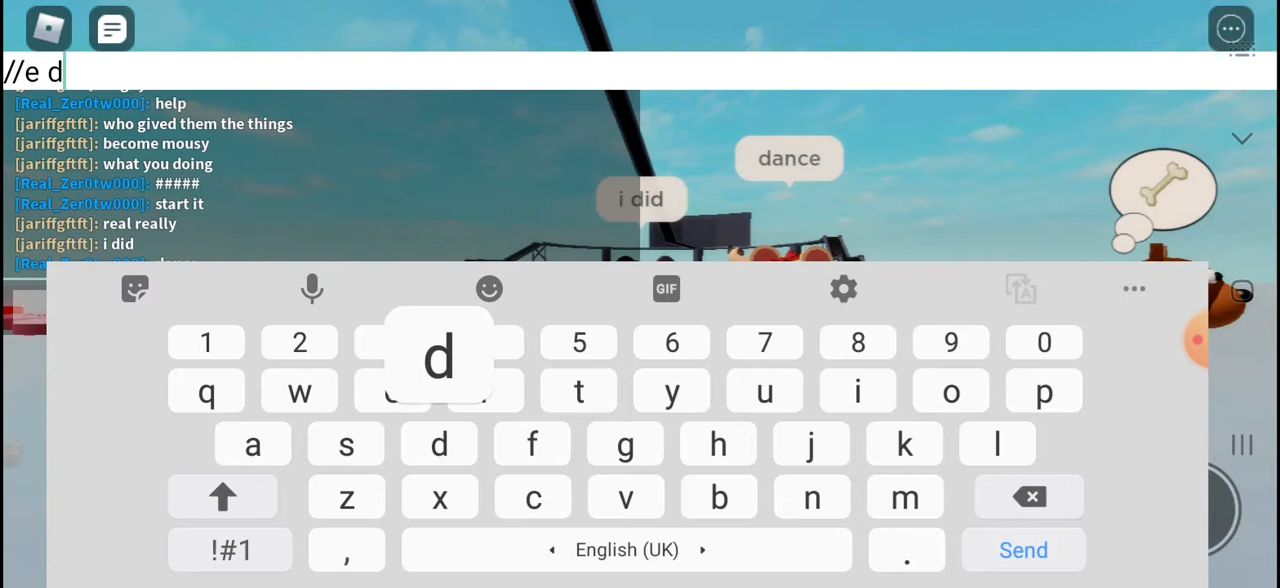 //e d
[Real_Zer0tw000]: help
[jariffgftft]: who gived them the things
[jariffgftft]: become mousy
[jariffgftft]: what you doing
[Real_Zer0tw000]: #####
[Real_Zer0tw000]: start it
[jariffgftft]: real really
[jariffgftft]: i did
dance
i did
GIF
1 2 5 6 7 8 9 0
d
q w t y u i o p
a s d f g h j k l
z x c v b n m
!#1 , English (UK) . Send